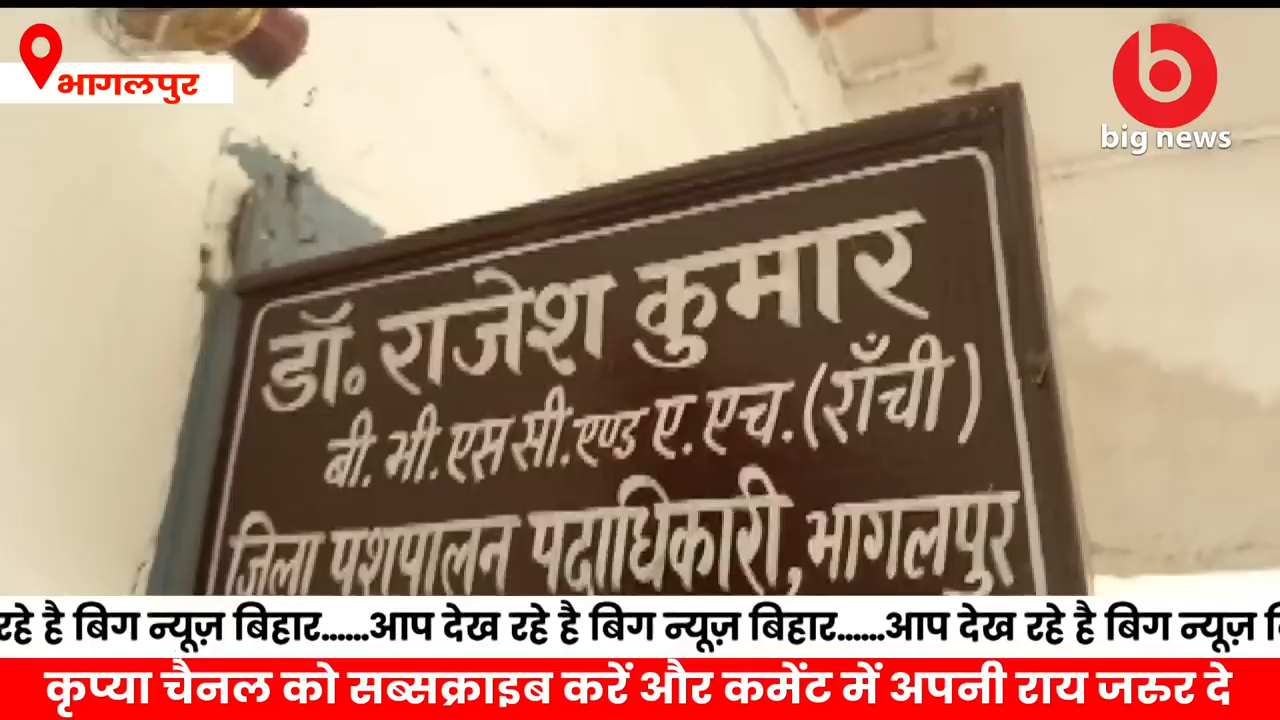 भागलपुर
big news
डॉ. राजेश कुमार
बी. भी. एस सी. एण्ड ए. एच. (राँची)
जिला पशुपालन पदाधिकारी, भागलपुर
रहे है बिग न्यूज़ बिहार......आप देख रहे है बिग न्यूज़ बिहार......आप देख रहे है बिग न्यूज़
कृप्या चैनल को सब्सक्राइब करें और कमेंट में अपनी राय जरुर दे